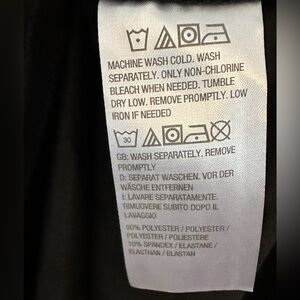 MACHINE WASH COLD. WASH
SEPARATELY. ONLY NON-CHLORINE
BLEACH WHEN NEEDED. TUMBLE
DRY LOW. REMOVE PROMPTLY. LOW
IRON IF NEEDED
30
GB: WASH SEPARATELY. REMOVE
PROMPTLY
D: SEPARAT WASCHEN. VOR DER
WÄSCHE ENTFERNEN
I: LAVARE SEPARATAMENTE.
RIMUOVERE SUBITO DOPO IL
LAVAGGIO
90% POLYESTER / POLYESTER /
POLYESTER / POLIESTERE
10% SPANDEX / ELASTANE /
ELASTHAN / ELASTAN